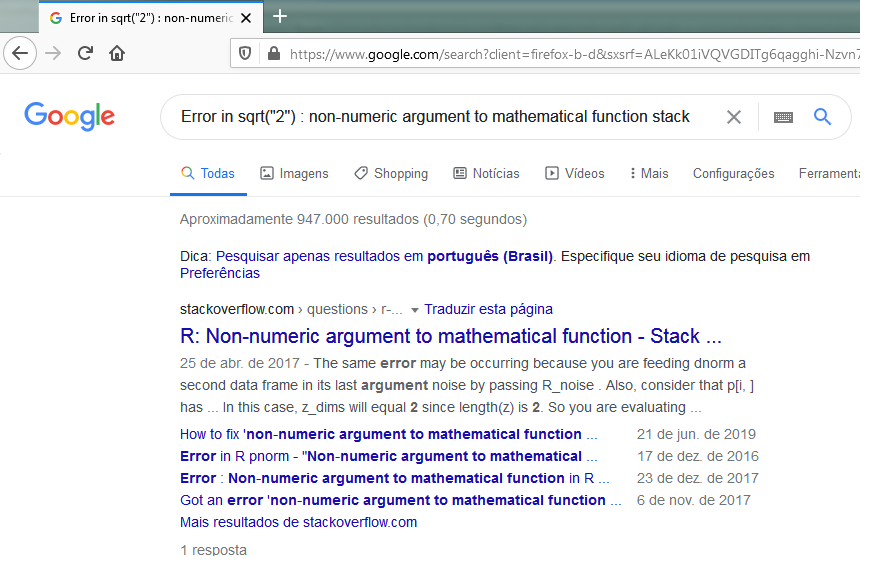 Error in sqrt("2") : non-numeric
https://www.google.com/search?client=firefox-b-d&sxsrf=ALeKk01iVQVGDITg6qagghi-Nzvn7
Google
Error in sqrt("2") : non-numeric argument to mathematical function stack
Todas Imagens Shopping Notícias Vídeos Mais Configurações Ferramenta
Aproximadamente 947.000 resultados (0,70 segundos)
Dica: Pesquisar apenas resultados em português (Brasil). Especifique seu idioma de pesquisa em
Preferências
stackoverflow.com › questions › r-... Traduzir esta página
R: Non-numeric argument to mathematical function - Stack ...
25 de abr. de 2017 - The same error may be occurring because you are feeding dnorm a
second data frame in its last argument noise by passing R_noise . Also, consider that p[i, ]
has ... In this case, z_dims will equal 2 since length(z) is 2. So you are evaluating ...
How to fix 'non-numeric argument to mathematical function ... 21 de jun. de 2019
Error in R pnorm - "Non-numeric argument to mathematical ... 17 de dez. de 2016
Error : Non-numeric argument to mathematical function in R ... 23 de dez. de 2017
Got an error 'non-numeric argument to mathematical function ... 6 de nov. de 2017
Mais resultados de stackoverflow.com
1 resposta